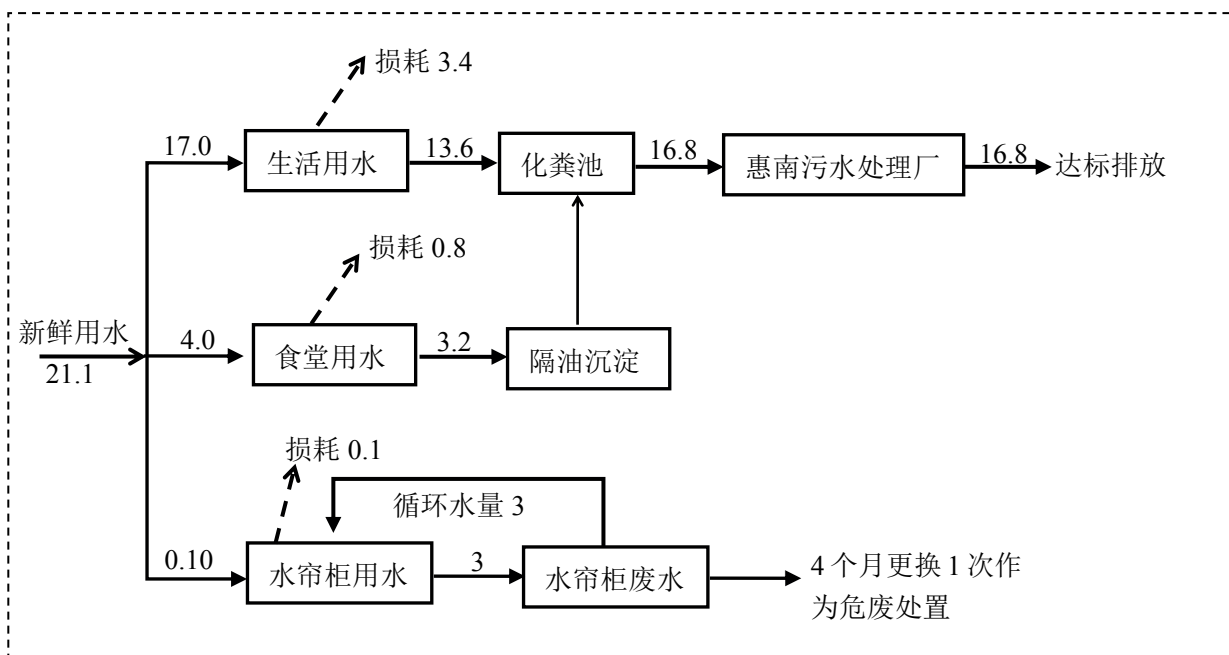 损耗 3.4
17.0
生活用水
13.6
化粪池
16.8
惠南污水处理厂
16.8
达标排放
损耗 0.8
新鲜用水
21.1
4.0
食堂用水
3.2
隔油沉淀
损耗 0.1
循环水量 3
0.10
水帘柜用水
3
水帘柜废水
4 个月更换 1 次作
为危废处置